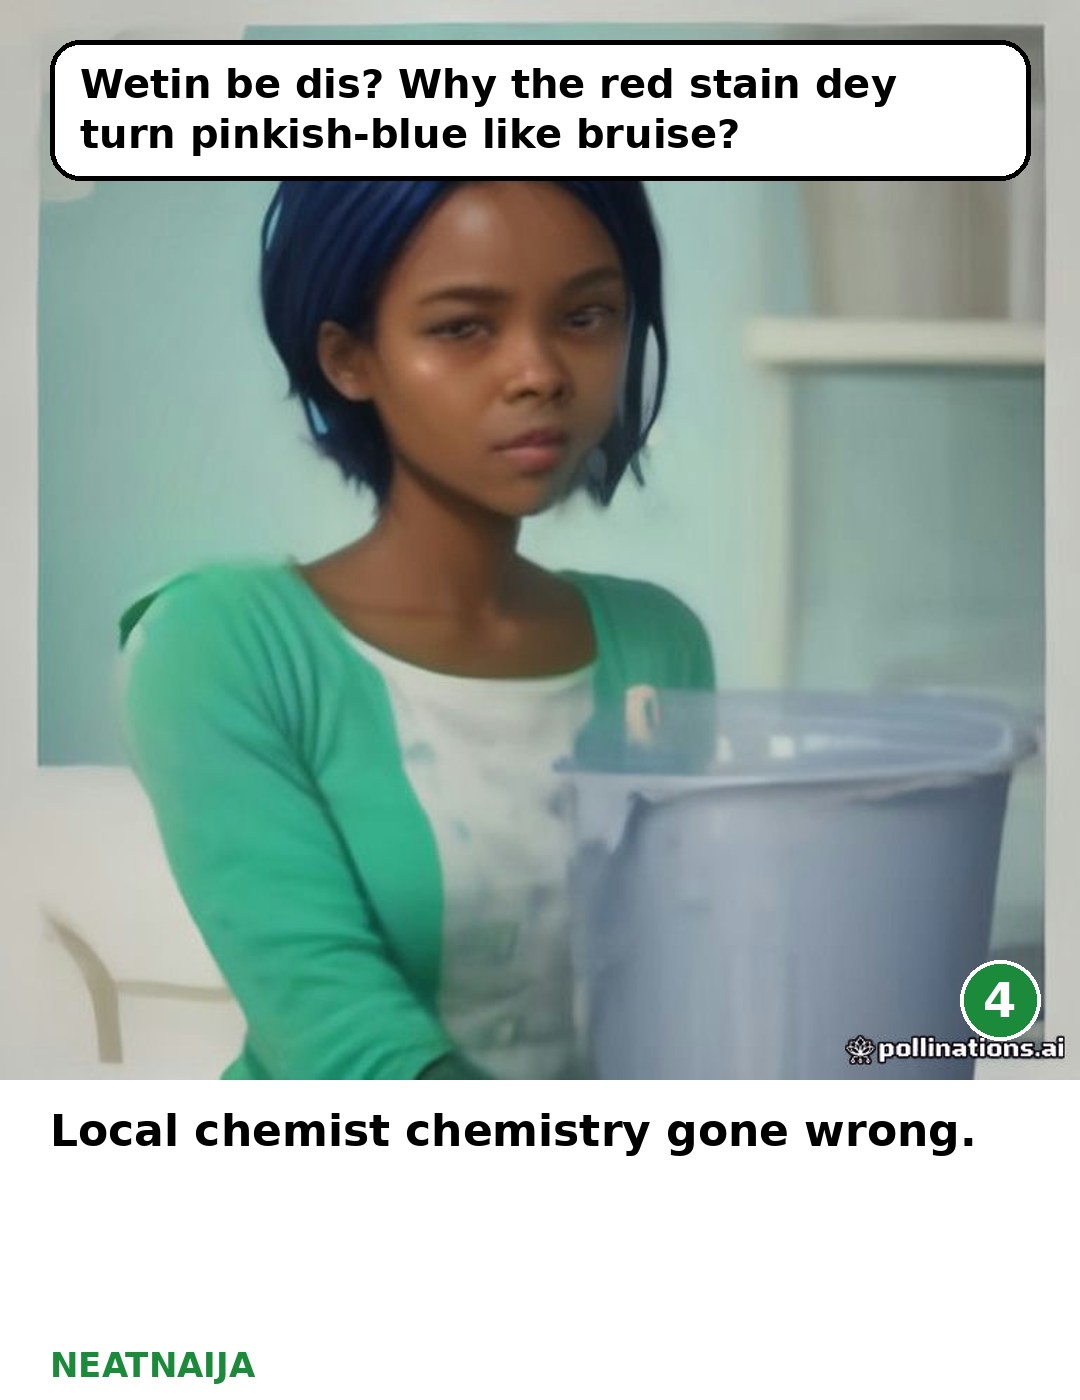 Wetin be dis? Why the red stain dey
turn pinkish-blue like bruise?
4
pollinations.ai
Local chemist chemistry gone wrong.
NEATNAIJA